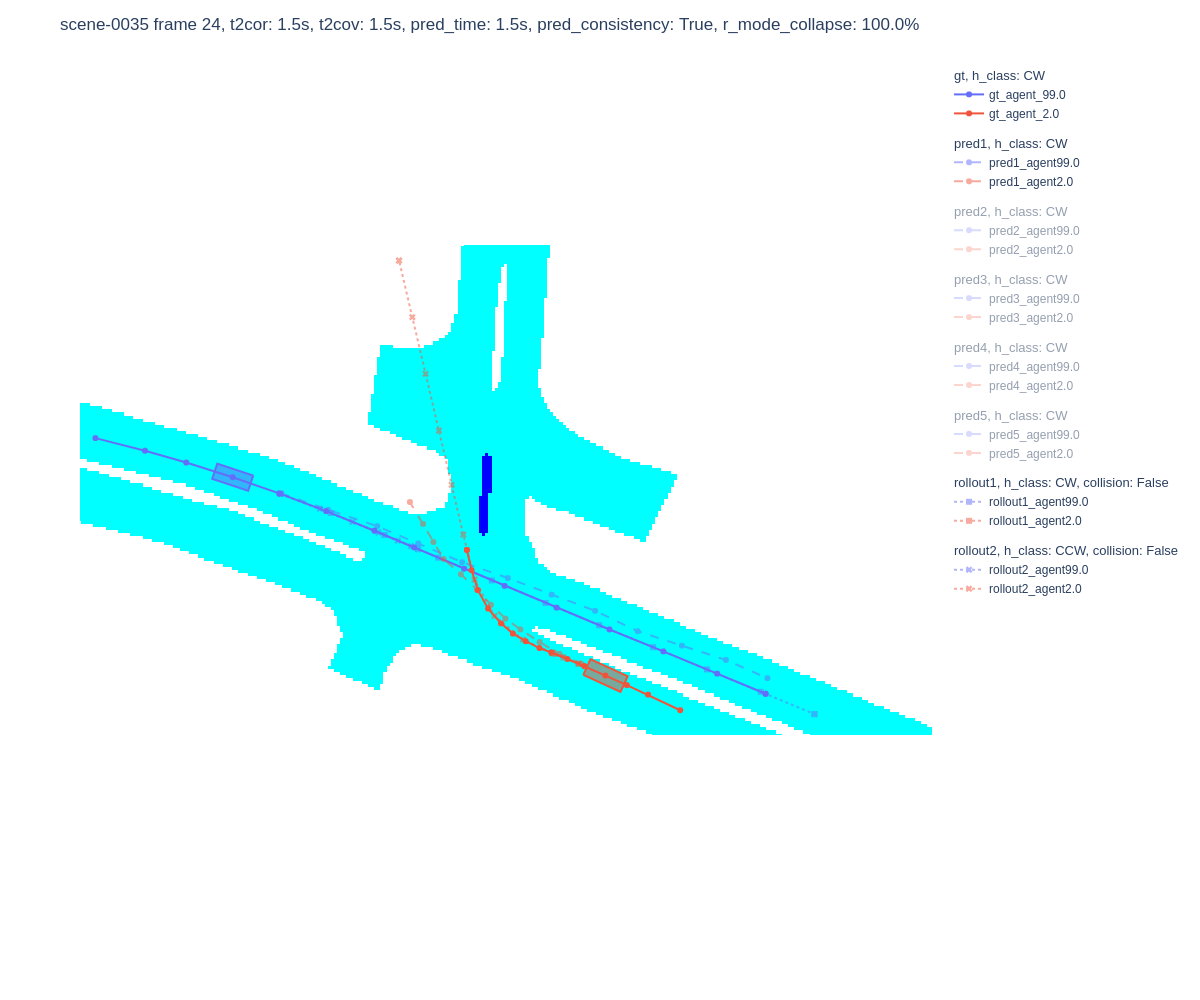 scene-0035 frame 24, t2cor: 1.5s, t2cov: 1.5s, pred_time: 1.5s, pred_consistency: True, r_mode_collapse: 100.0%
gt, h_class: CW
gt_agent_99.0
gt_agent_2.0
pred1, h_class: CW
pred1_agent99.0
pred1_agent2.0
pred2, h_class: CW
pred2_agent99.0
pred2_agent2.0
pred3, h_class: CW
pred3_agent99.0
pred3_agent2.0
pred4, h_class: CW
pred4_agent99.0
pred4_agent2.0
pred5, h_class: CW
pred5_agent99.0
pred5_agent2.0
rollout1, h_class: CW, collision: False
rollout1_agent99.0
rollout1_agent2.0
rollout2, h_class: CCW, collision: False
rollout2_agent99.0
rollout2_agent2.0